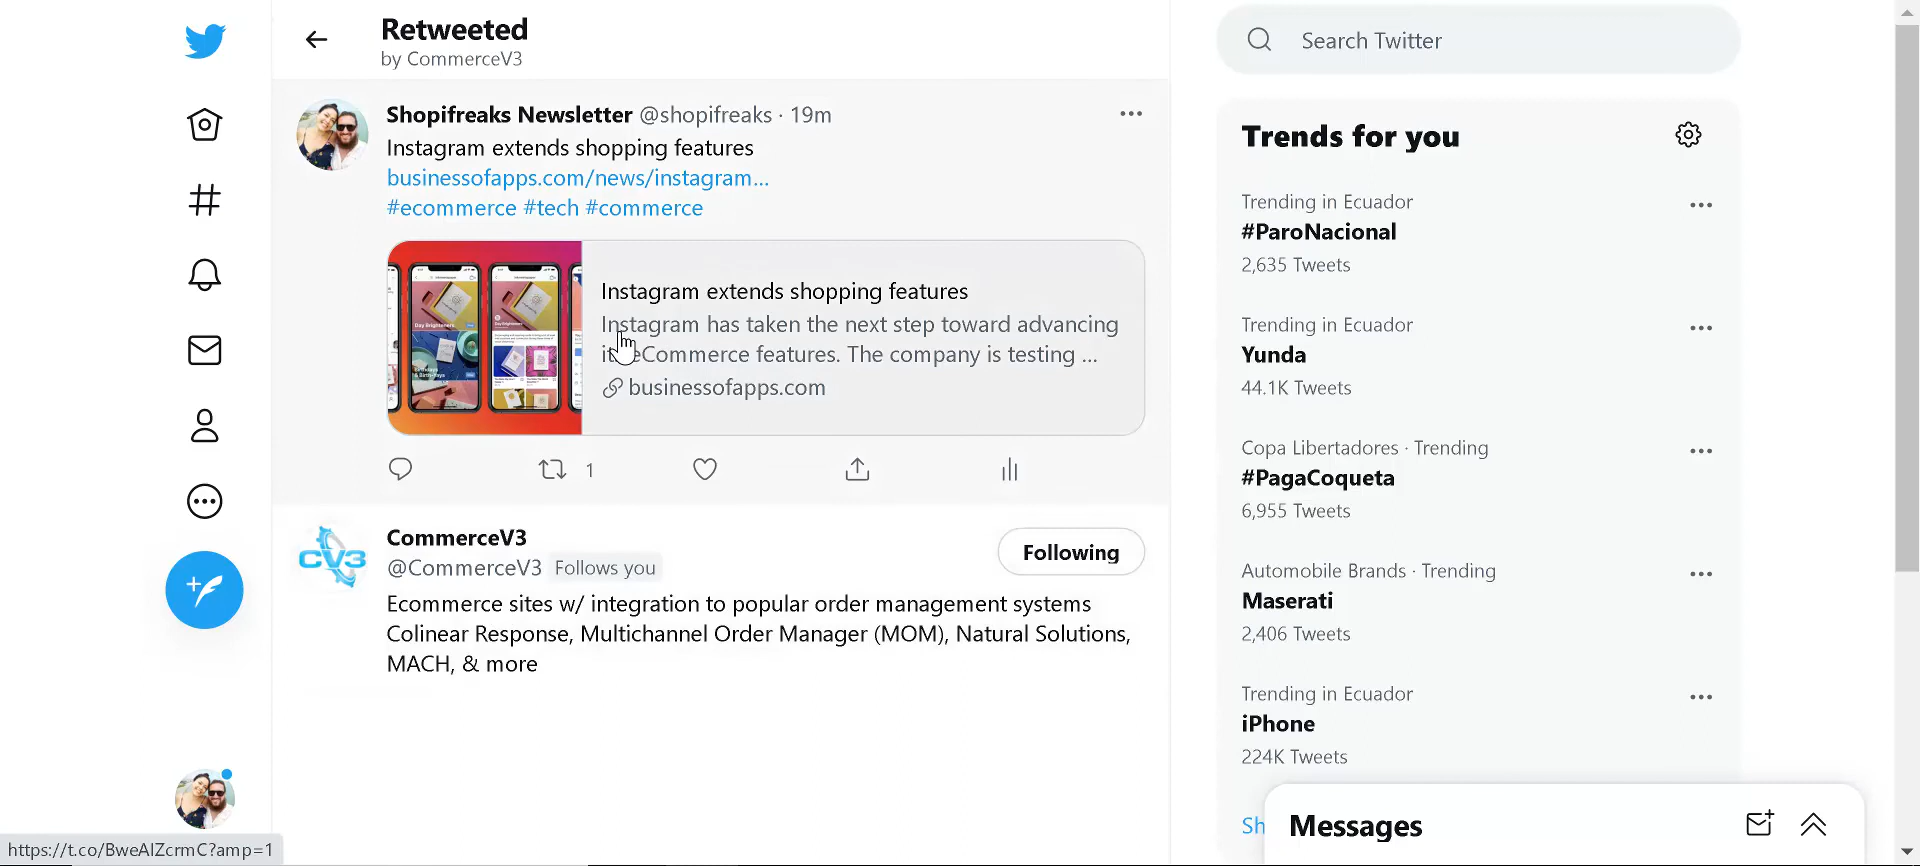 Retweeted
by CommerceV3
Shopifreaks Newsletter @shopifreaks · 19m
Instagram extends shopping features
businessofapps.com/news/instagram...
#ecommerce #tech #commerce
Instagram extends shopping features
Instagram has taken the next step toward advancing
eCommerce features. The company is testing ...
businessofapps.com
1
CommerceV3
@CommerceV3 Follows you
Following
Ecommerce sites w/ integration to popular order management systems
Colinear Response, Multichannel Order Manager (MOM), Natural Solutions,
MACH, & more
Search Twitter
Trends for you
Trending in Ecuador
#ParoNacional
2,635 Tweets
Trending in Ecuador
Yunda
44.1K Tweets
Copa Libertadores · Trending
#PagaCoqueta
6,955 Tweets
Automobile Brands · Trending
Maserati
2,406 Tweets
Trending in Ecuador
iPhone
224K Tweets
Sh
Messages
https://t.co/BweAIZcrmC?amp=1
CV3